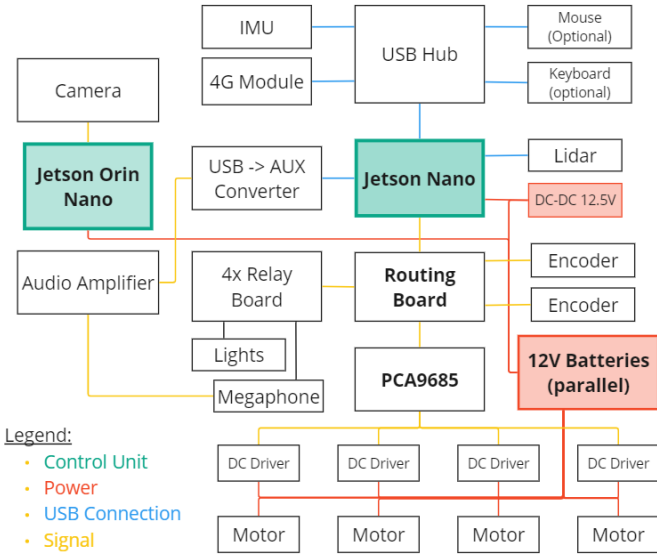 IMU
USB Hub
Mouse
(Optional)
4G Module
Keyboard
(optional)
Camera
Jetson Orin
Nano
USB -> AUX
Converter
Jetson Nano
Lidar
DC-DC 12.5V
Audio Amplifier
4x Relay
Board
Routing
Board
Encoder
Encoder
Lights
Megaphone
PCA9685
12V Batteries
(parallel)
Legend:
• Control Unit
• Power
• USB Connection
• Signal
DC Driver
DC Driver
DC Driver
DC Driver
Motor
Motor
Motor
Motor